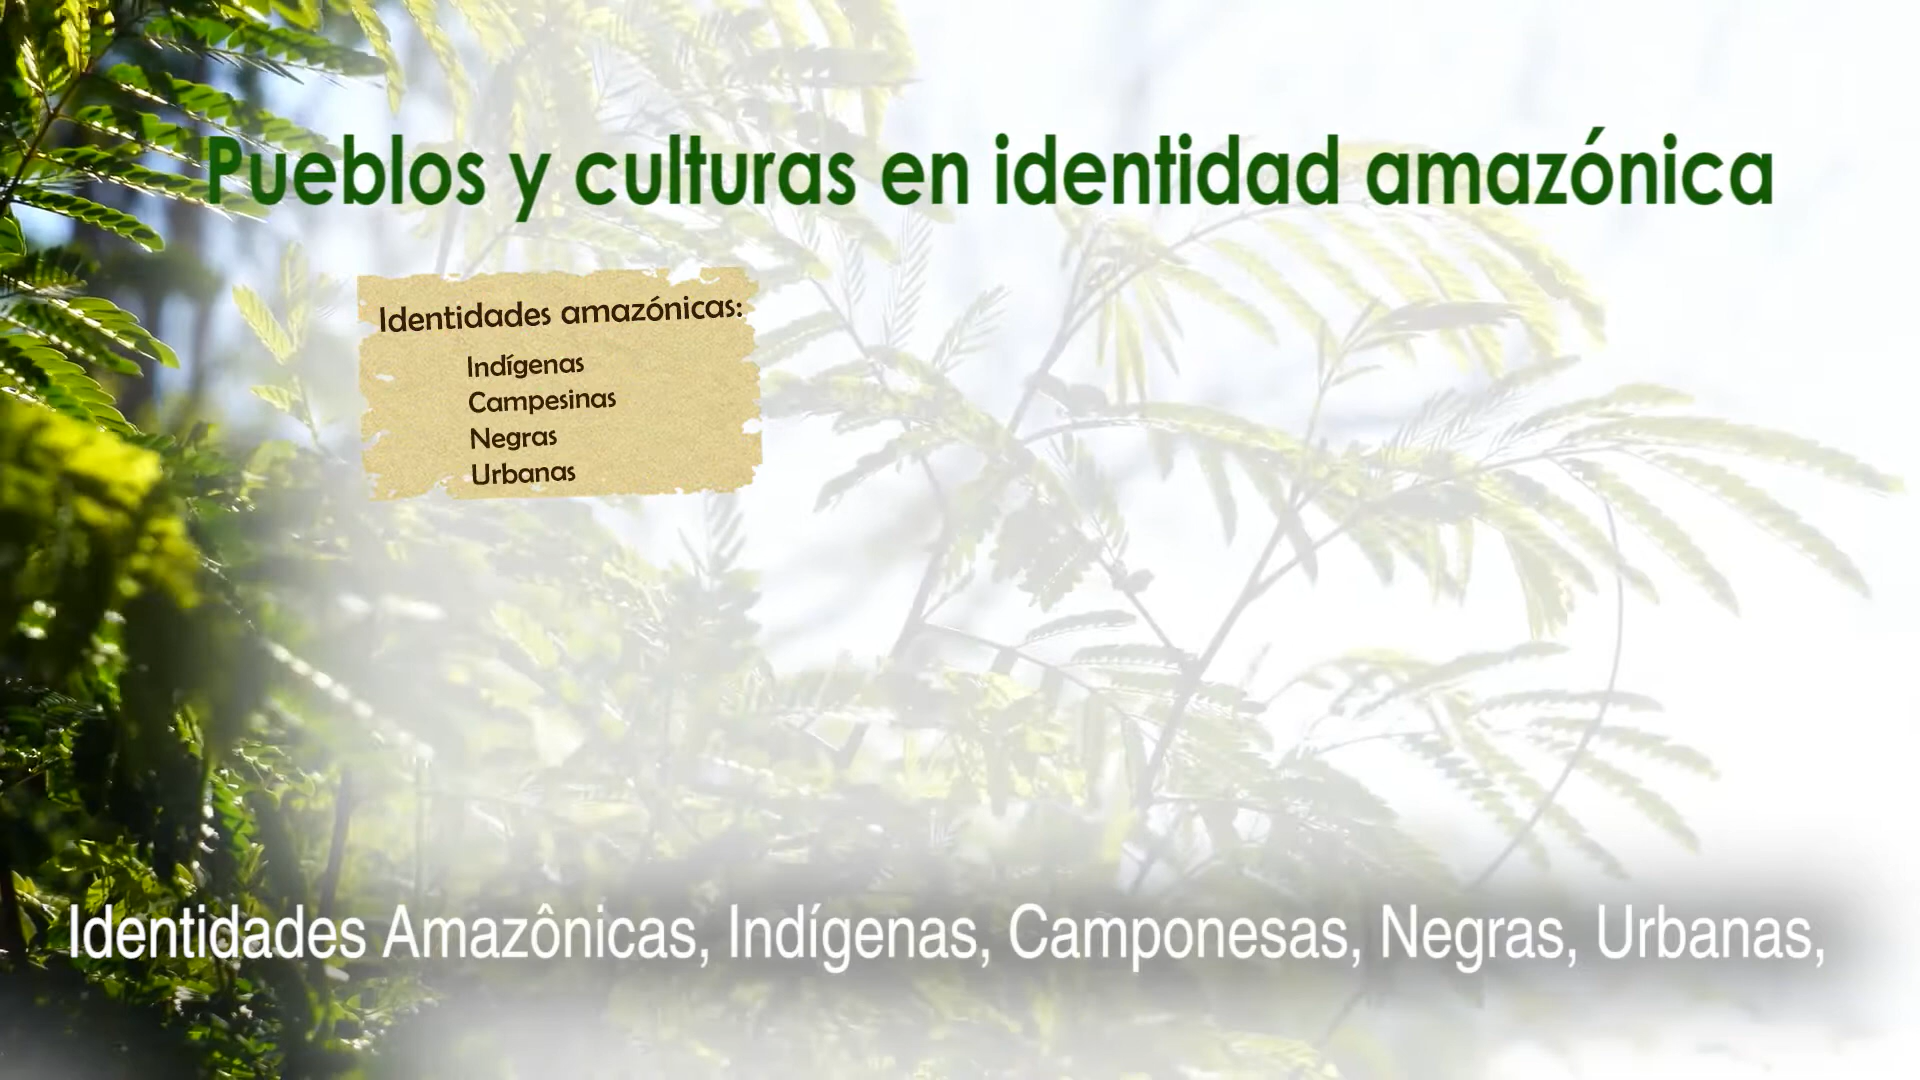 Pueblos y culturas en identidad amazónica
Identidades amazónicas:
Indígenas
Campesinas
Negras
Urbanas
Identidades Amazônicas, Indígenas, Camponesas, Negras, Urbanas,